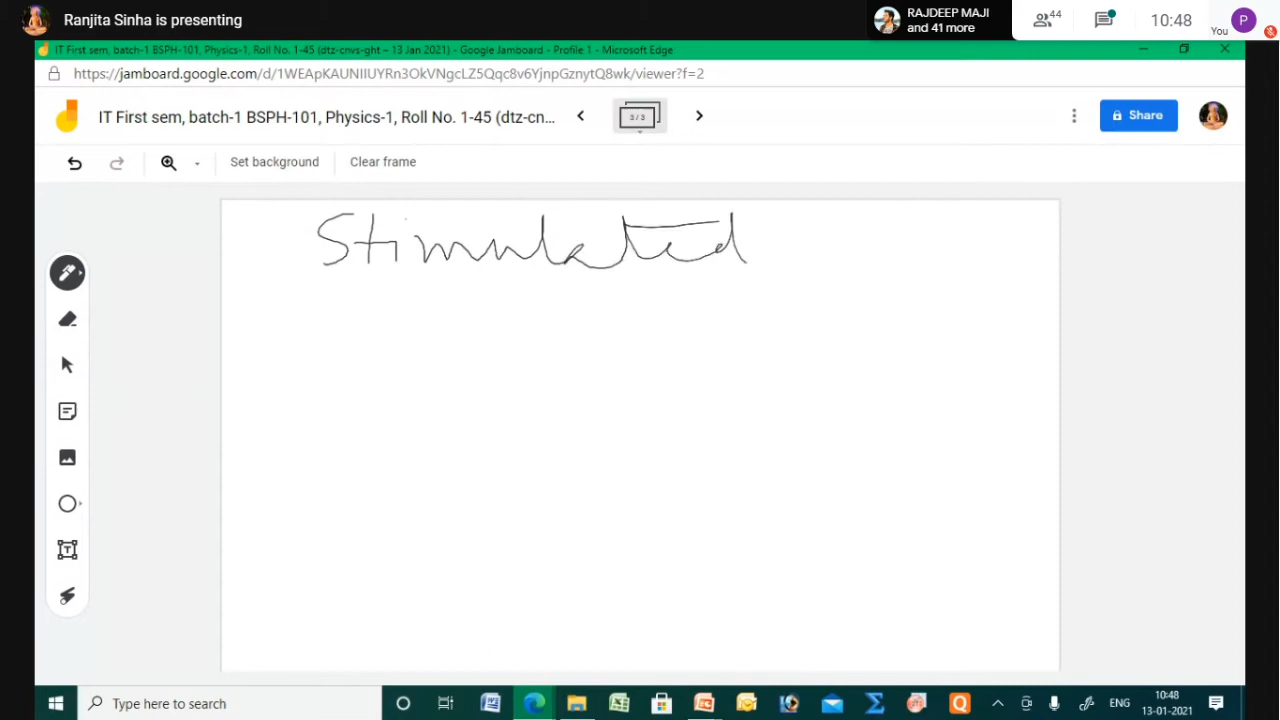 Ranjita Sinha is presenting
RAJDEEP MAJI
and 41 more
44
10:48
P
You
IT First sem, batch-1 BSPH-101, Physics-1, Roll No. 1-45 (dtz-cnvs-ght – 13 Jan 2021) - Google Jamboard - Profile 1 - Microsoft Edge
https://jamboard.google.com/d/1WEApKAUNIIUYRn3OkVNgcLZ5Qqc8v6YjnpGznytQ8wk/viewer?f=2
IT First sem, batch-1 BSPH-101, Physics-1, Roll No. 1-45 (dtz-cn...
3 / 3
Share
Set background
Clear frame
Stimulated
Type here to search
ENG
10:48
13-01-2021